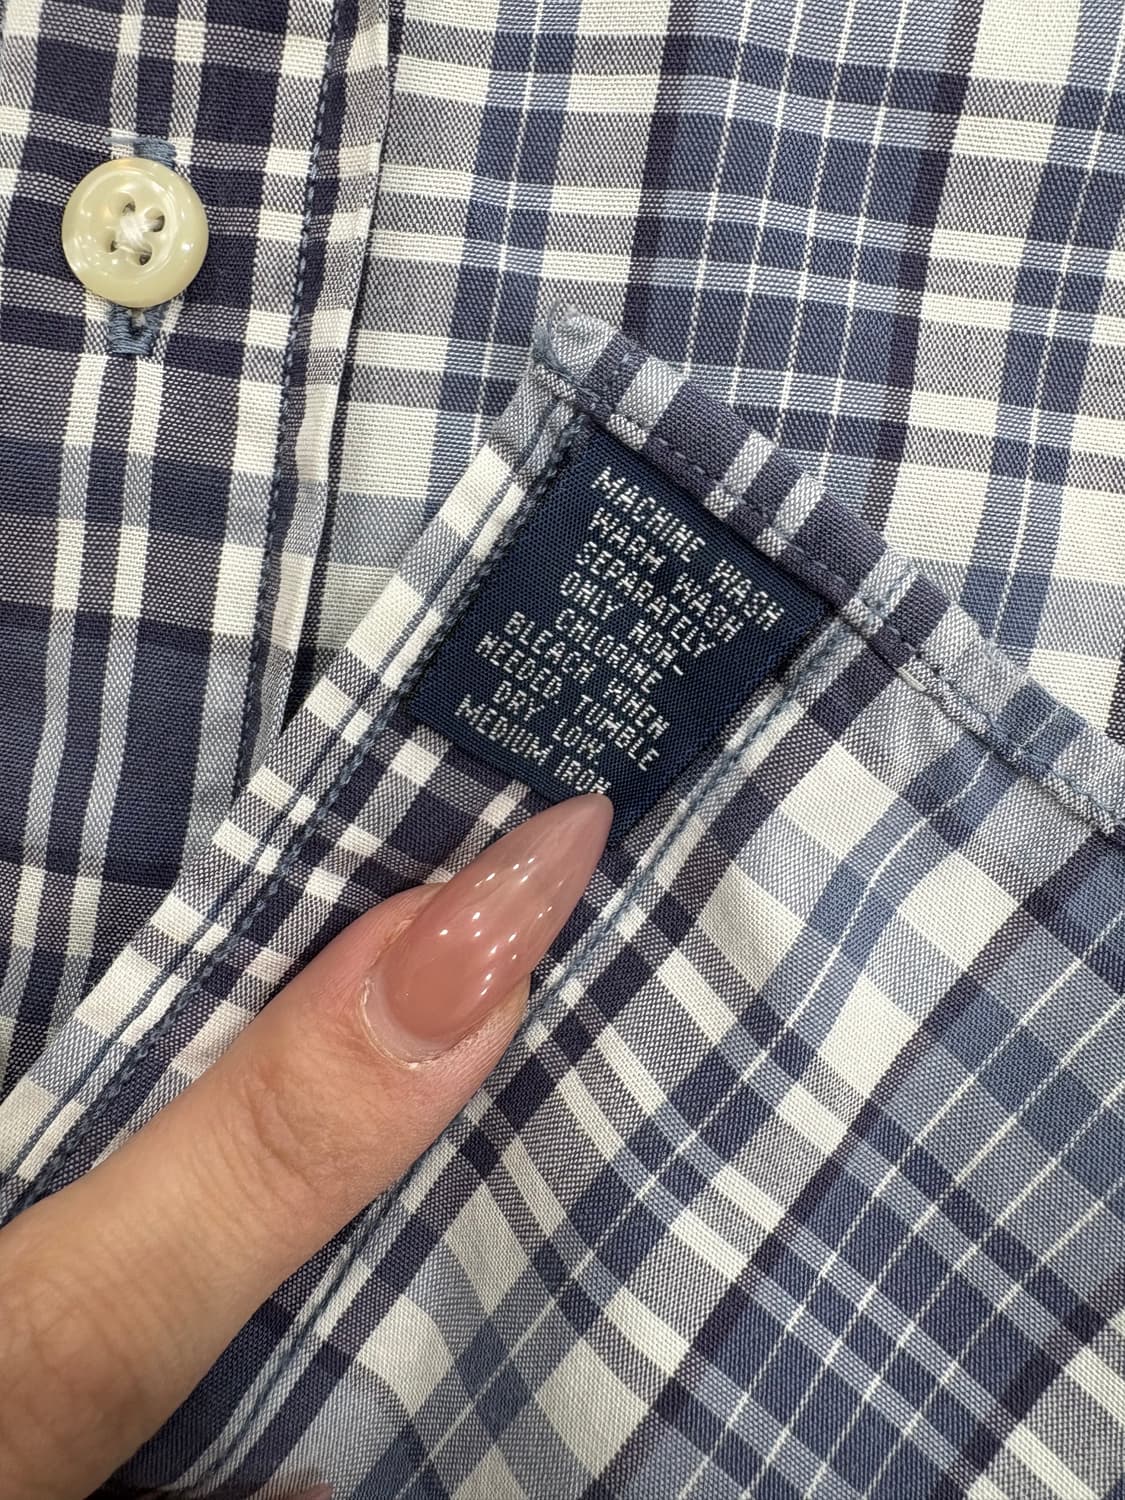 MACHINE WASH
WARM WASH
SEPARATELY
ONLY NON-
CHLORINE
BLEACH WHEN
NEEDED TUMBLE
DRY LOW
MEDIUM IRON